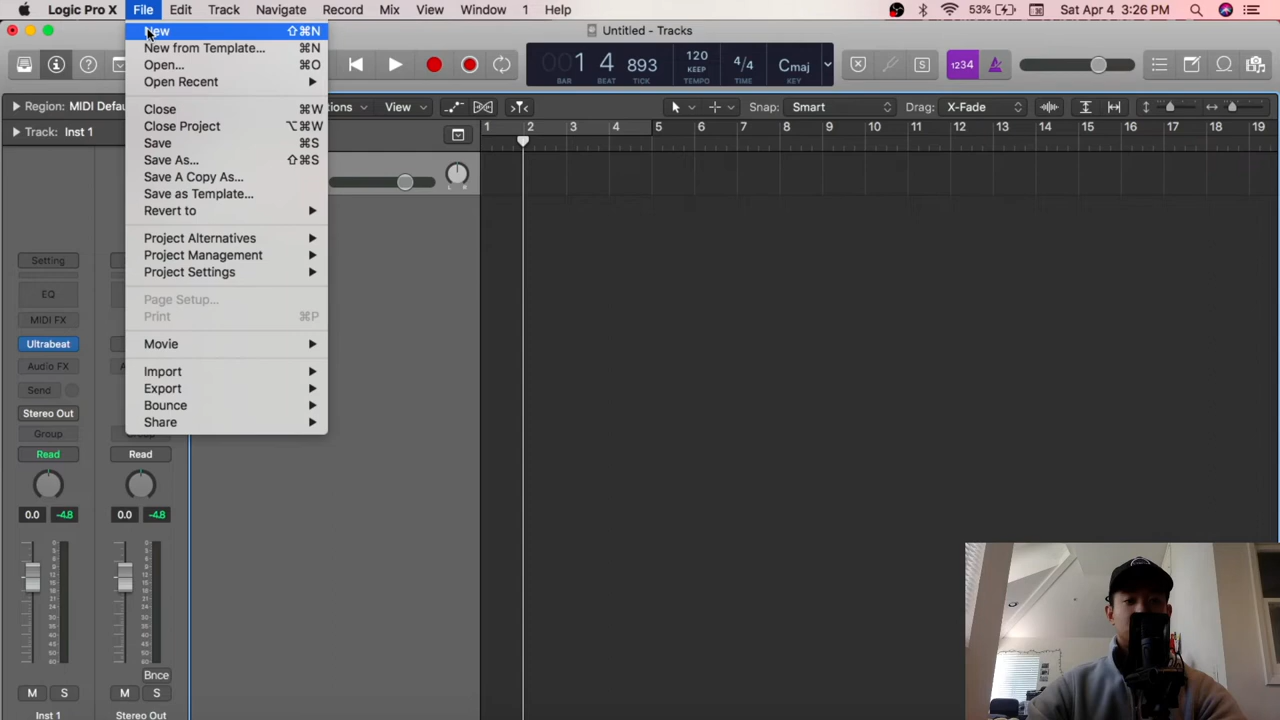 Logic Pro X File Edit Track Navigate Record Mix View Window 1 Help 53% Sat Apr 4 3:26 PM
Untitled - Tracks
New ⇧⌘N
New from Template... ⌘N
Open... ⌘O
Open Recent
Close ⌘W
Close Project ⌥⌘W
Save ⌘S
Save As... ⇧⌘S
Save A Copy As...
Save as Template...
Revert to
Project Alternatives
Project Management
Project Settings
Page Setup...
Print ⌘P
Movie
Import
Export
Bounce
Share
001 4 893 120 4/4 Cmaj
BAR BEAT TICK KEEP TEMPO TIME KEY
1234 S
Region: MIDI Defau
View Snap: Smart Drag: X-Fade
Track: Inst 1
1 2 3 4 5 6 7 8 9 10 11 12 13 14 15 16 17 18 19
L R
Setting
EQ
MIDI FX
Ultrabeat
Audio FX
Send
Stereo Out
Group
Read Read
0.0 -4.8 0.0 -4.8
Bnce
M S M S
Inst 1 Stereo Out